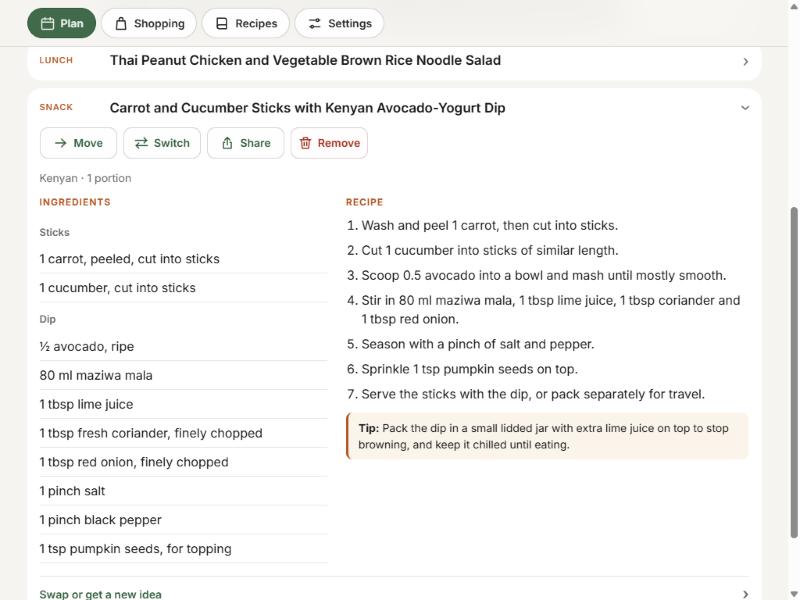 Plan Shopping Recipes Settings
LUNCH Thai Peanut Chicken and Vegetable Brown Rice Noodle Salad
SNACK Carrot and Cucumber Sticks with Kenyan Avocado-Yogurt Dip
Move Switch Share Remove
Kenyan · 1 portion
INGREDIENTS
Sticks
1 carrot, peeled, cut into sticks
1 cucumber, cut into sticks
Dip
½ avocado, ripe
80 ml maziwa mala
1 tbsp lime juice
1 tbsp fresh coriander, finely chopped
1 tbsp red onion, finely chopped
1 pinch salt
1 pinch black pepper
1 tsp pumpkin seeds, for topping
RECIPE
1. Wash and peel 1 carrot, then cut into sticks.
2. Cut 1 cucumber into sticks of similar length.
3. Scoop 0.5 avocado into a bowl and mash until mostly smooth.
4. Stir in 80 ml maziwa mala, 1 tbsp lime juice, 1 tbsp coriander and
1 tbsp red onion.
5. Season with a pinch of salt and pepper.
6. Sprinkle 1 tsp pumpkin seeds on top.
7. Serve the sticks with the dip, or pack separately for travel.
Tip: Pack the dip in a small lidded jar with extra lime juice on top to stop
browning, and keep it chilled until eating.
Swap or get a new idea